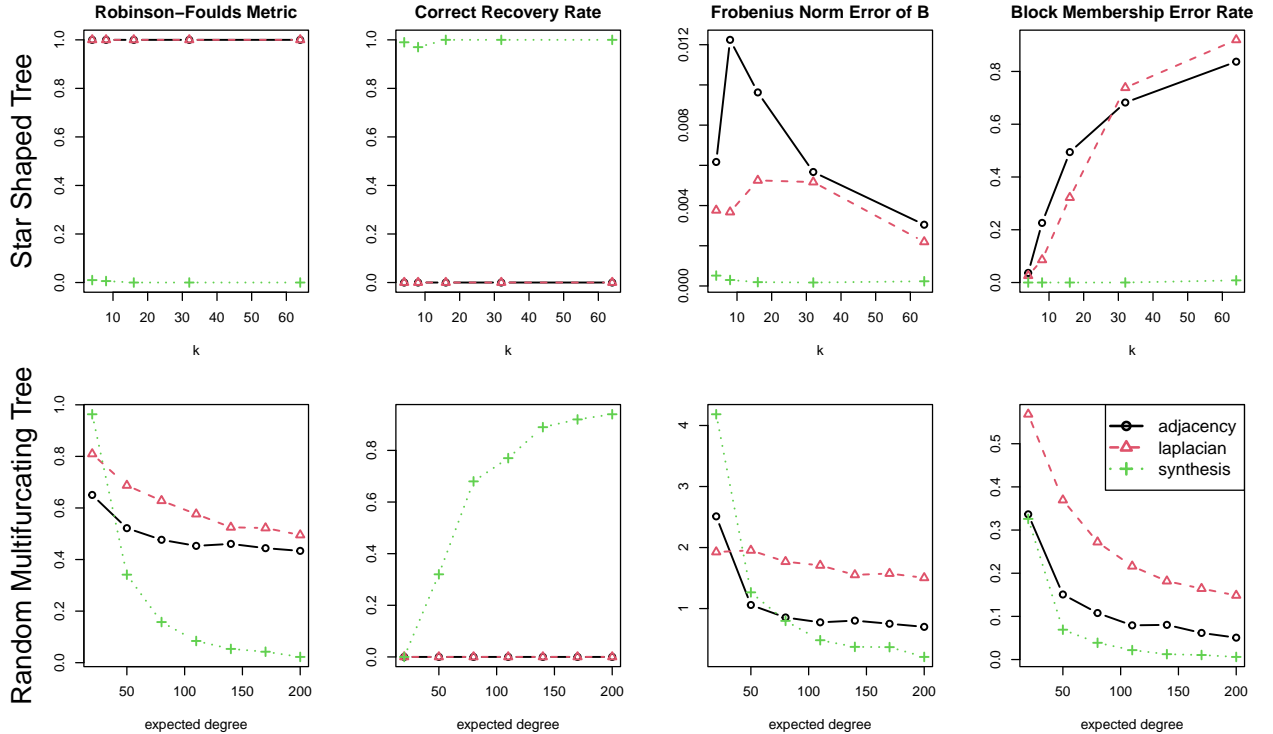 Robinson−Foulds Metric
Correct Recovery Rate
Frobenius Norm Error of B
Block Membership Error Rate
Star Shaped Tree
0.0 0.2 0.4 0.6 0.8 1.0
10 20 30 40 50 60
k
0.0 0.2 0.4 0.6 0.8 1.0
10 20 30 40 50 60
k
0.000 0.004 0.008 0.012
10 20 30 40 50 60
k
0.0 0.2 0.4 0.6 0.8
10 20 30 40 50 60
k
Random Multifurcating Tree
0.0 0.2 0.4 0.6 0.8 1.0
50 100 150 200
expected degree
0.0 0.2 0.4 0.6 0.8
50 100 150 200
expected degree
1 2 3 4
50 100 150 200
expected degree
0.0 0.1 0.2 0.3 0.4 0.5
50 100 150 200
expected degree
adjacency
laplacian
synthesis